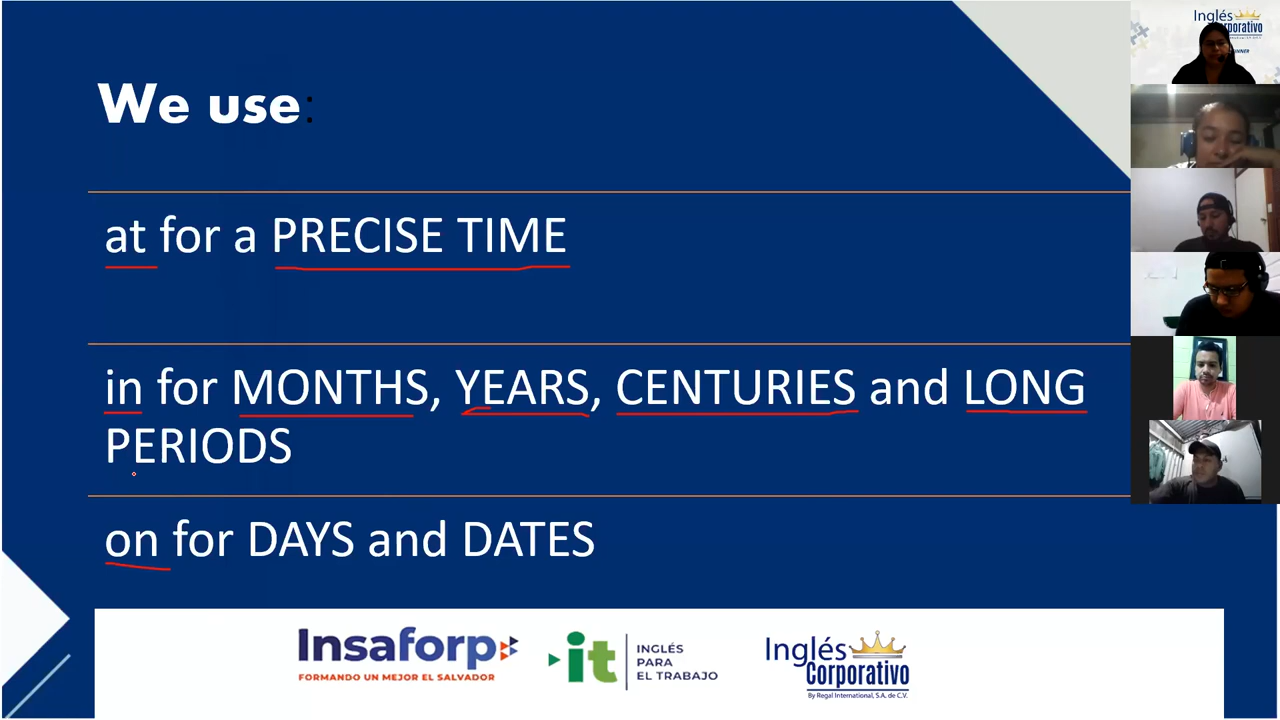 We use:
at for a PRECISE TIME
in for MONTHS, YEARS, CENTURIES and LONG
PERIODS
on for DAYS and DATES
Insaforp
FORMANDO UN MEJOR EL SALVADOR
it
INGLÉS
PARA
EL TRABAJO
Inglés
Corporativo
By Regal International, S.A. de C.V.
Inglés
Corporativo